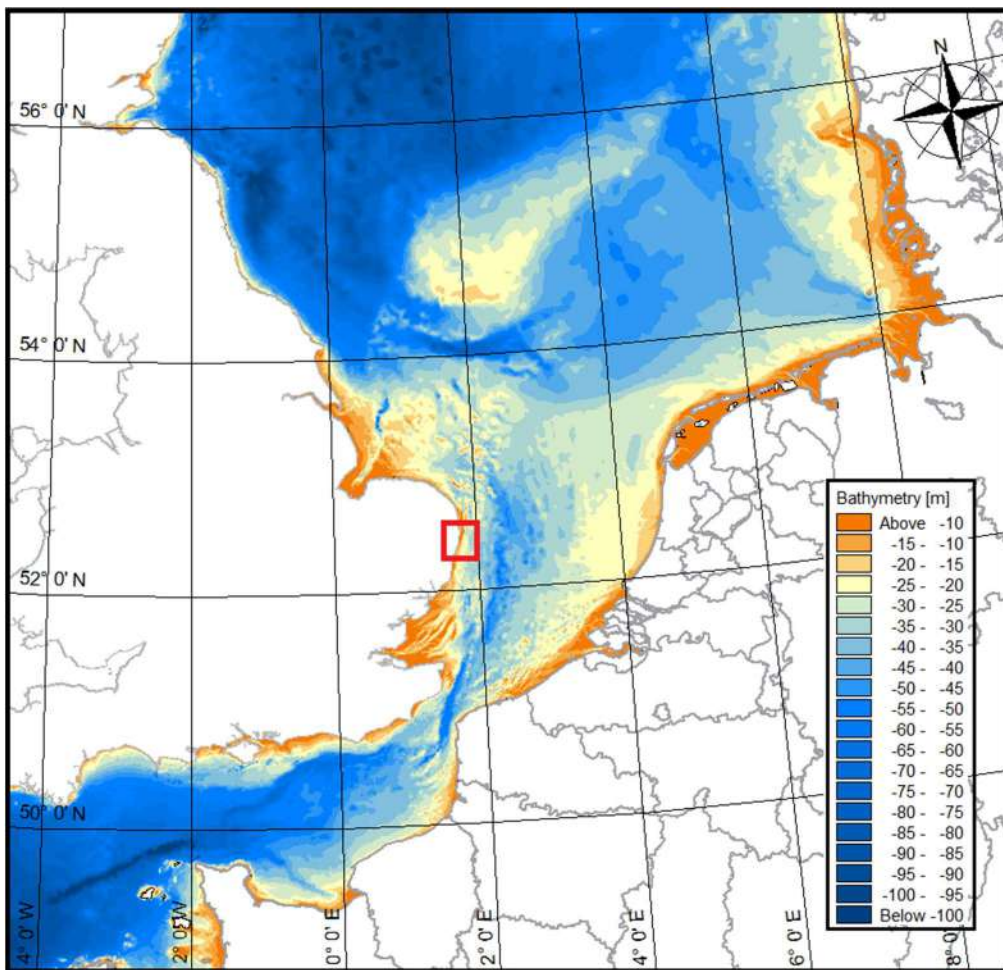 N
56° 0' N
54° 0' N
52° 0' N
50° 0' N
4° 0' W
2° 0' W
0° 0' E
2° 0' E
4° 0' E
6° 0' E
8° 0' E
Bathymetry [m]
Above -10
-15 - -10
-20 - -15
-25 - -20
-30 - -25
-35 - -30
-40 - -35
-45 - -40
-50 - -45
-55 - -50
-60 - -55
-65 - -60
-70 - -65
-75 - -70
-80 - -75
-85 - -80
-90 - -85
-95 - -90
-100 - -95
Below -100